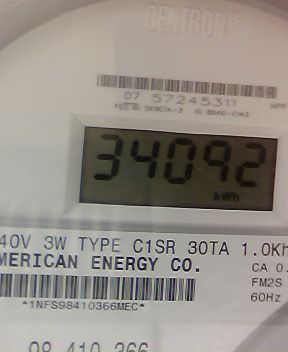 CENTRON®
07 57245311
34092
kWh
40V 3W TYPE C1SR 30TA 1.0Kh
MERICAN ENERGY CO.
CA 0.
FM2S
60Hz
*1NFS98410366MEC*
98 410 366